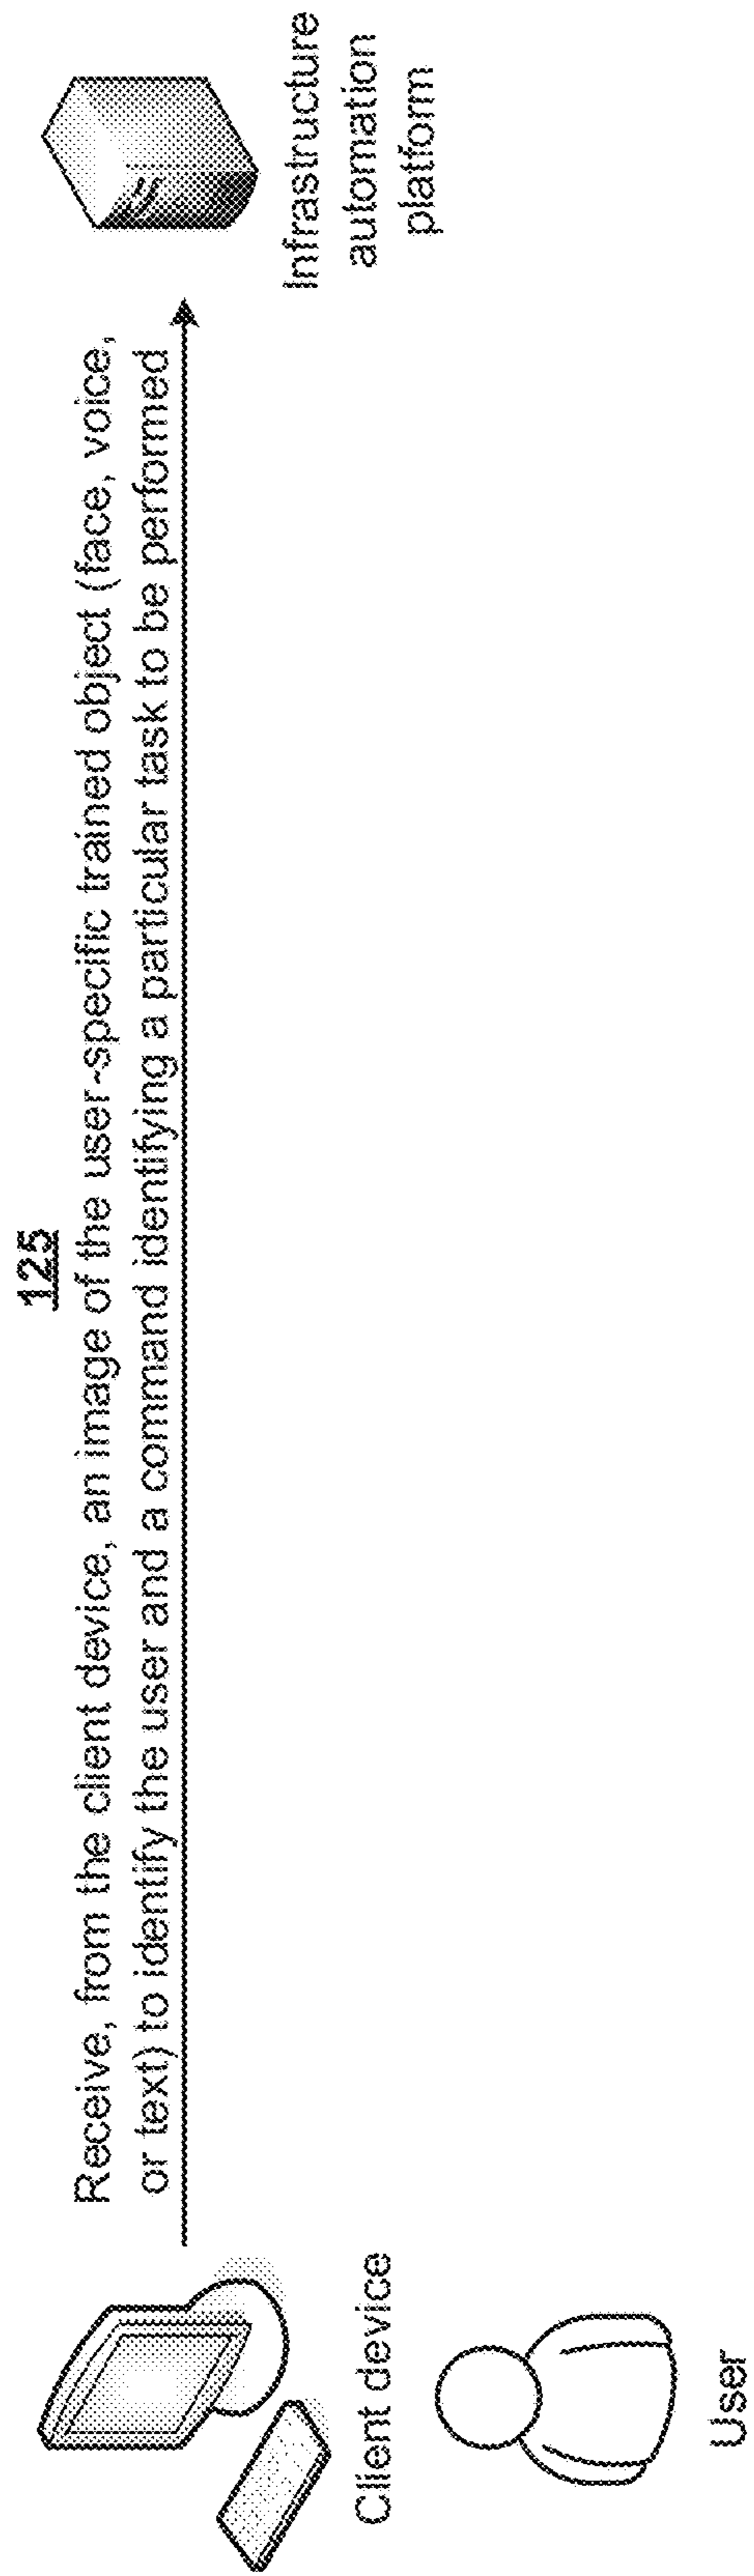 125
Receive, from the client device, an image of the user-specific trained object (face, voice,
or text) to identify the user and a command identifying a particular task to be performed
Client device
User
Infrastructure
automation
platform